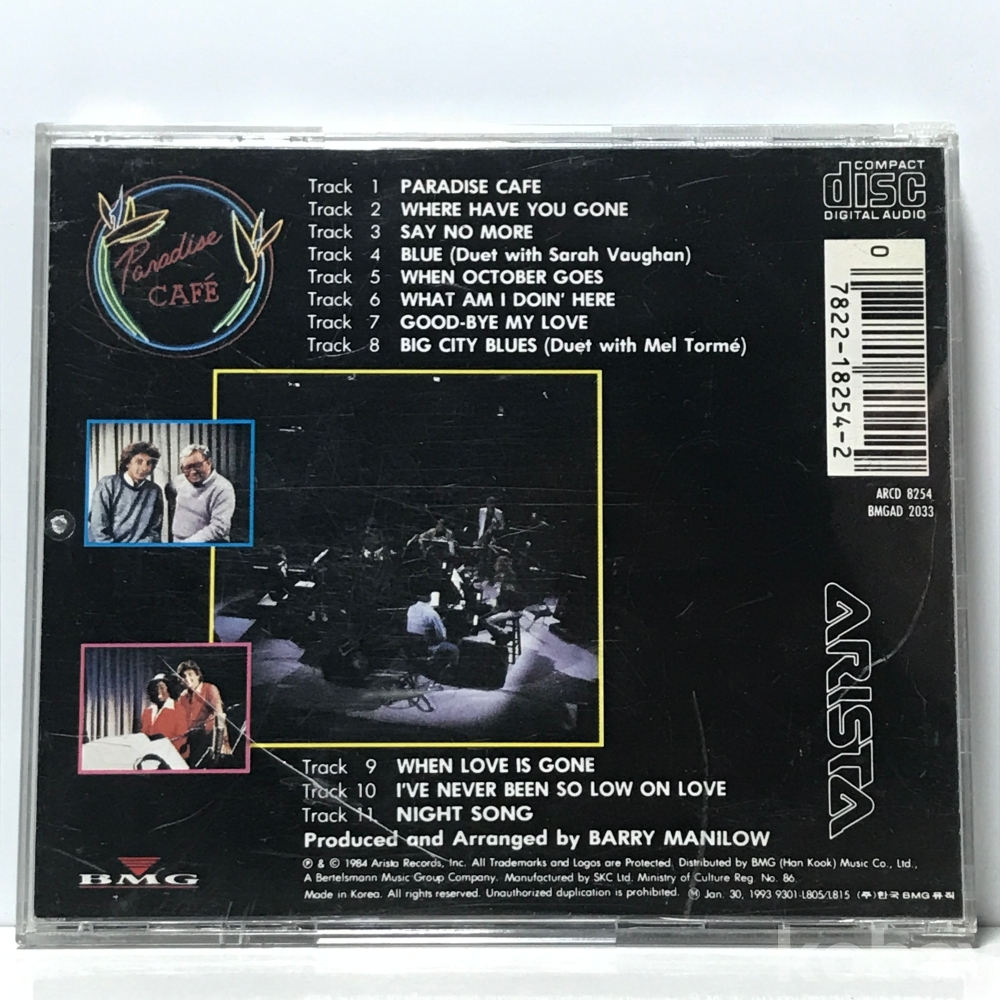 Paradise
CAFÉ
Track 1 PARADISE CAFE
Track 2 WHERE HAVE YOU GONE
Track 3 SAY NO MORE
Track 4 BLUE (Duet with Sarah Vaughan)
Track 5 WHEN OCTOBER GOES
Track 6 WHAT AM I DOIN' HERE
Track 7 GOOD-BYE MY LOVE
Track 8 BIG CITY BLUES (Duet with Mel Tormé)
COMPACT
disc
DIGITAL AUDIO
0
7822-18254-2
ARCD 8254
BMGAD 2033
ARISTA
Track 9 WHEN LOVE IS GONE
Track 10 I'VE NEVER BEEN SO LOW ON LOVE
Track 11 NIGHT SONG
Produced and Arranged by BARRY MANILOW
BMG
℗ & © 1984 Arista Records, Inc. All Trademarks and Logos are Protected. Distributed by BMG (Han Kook) Music Co., Ltd.,
A Bertelsmann Music Group Company. Manufactured by SKC Ltd. Ministry of Culture Reg. No. 86.
Made in Korea. All rights reserved. Unauthorized duplication is prohibited. Ⓜ Jan. 30, 1993 9301-L805/L815 (주)한국BMG뮤직